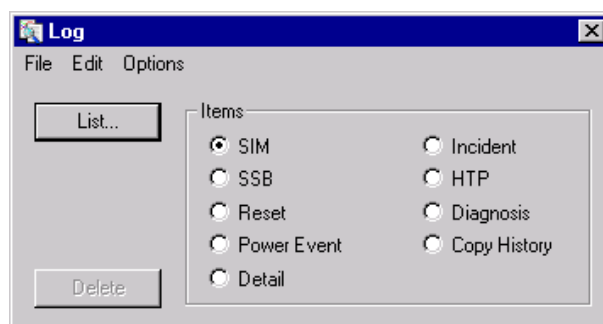 Log
File Edit Options
List...
Items
SIM
Incident
SSB
HTP
Reset
Diagnosis
Power Event
Copy History
Detail
Delete